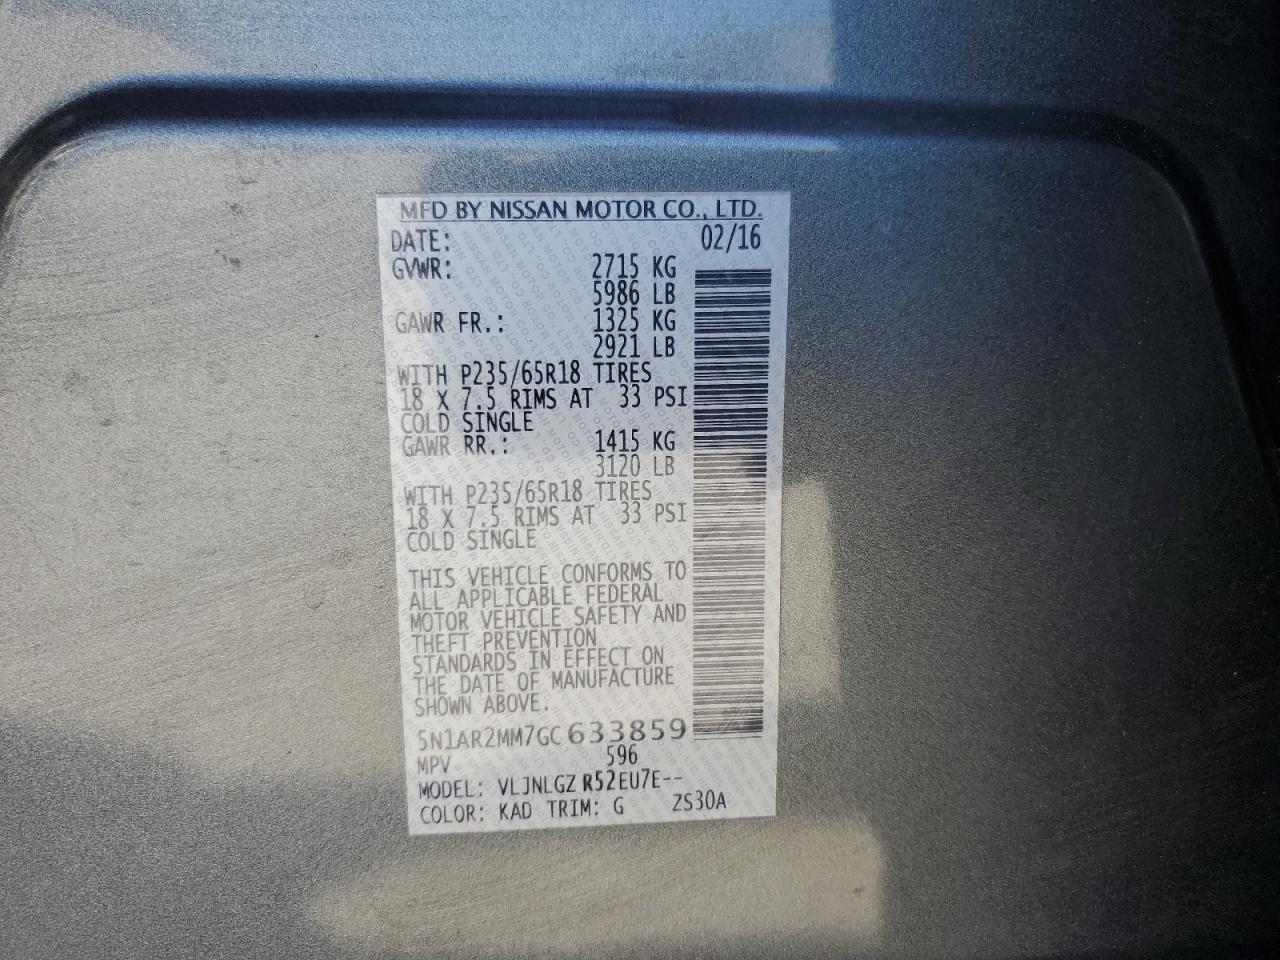 MFD BY NISSAN MOTOR CO., LTD.
DATE: 02/16
GVWR: 2715 KG
5986 LB
GAWR FR.: 1325 KG
2921 LB
WITH P235/65R18 TIRES
18 X 7.5 RIMS AT 33 PSI
COLD SINGLE
GAWR RR.: 1415 KG
3120 LB
WITH P235/65R18 TIRES
18 X 7.5 RIMS AT 33 PSI
COLD SINGLE
THIS VEHICLE CONFORMS TO
ALL APPLICABLE FEDERAL
MOTOR VEHICLE SAFETY AND
THEFT PREVENTION
STANDARDS IN EFFECT ON
THE DATE OF MANUFACTURE
SHOWN ABOVE.
5N1AR2MM7GC633859
MPV 596
MODEL: VLJNLGZ R52EU7E--
COLOR: KAD TRIM: G ZS30A